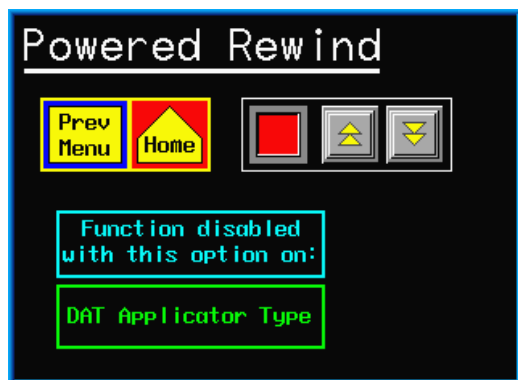 Powered Rewind
Prev
Menu
Home
Function disabled
with this option on:
DAT Applicator Type